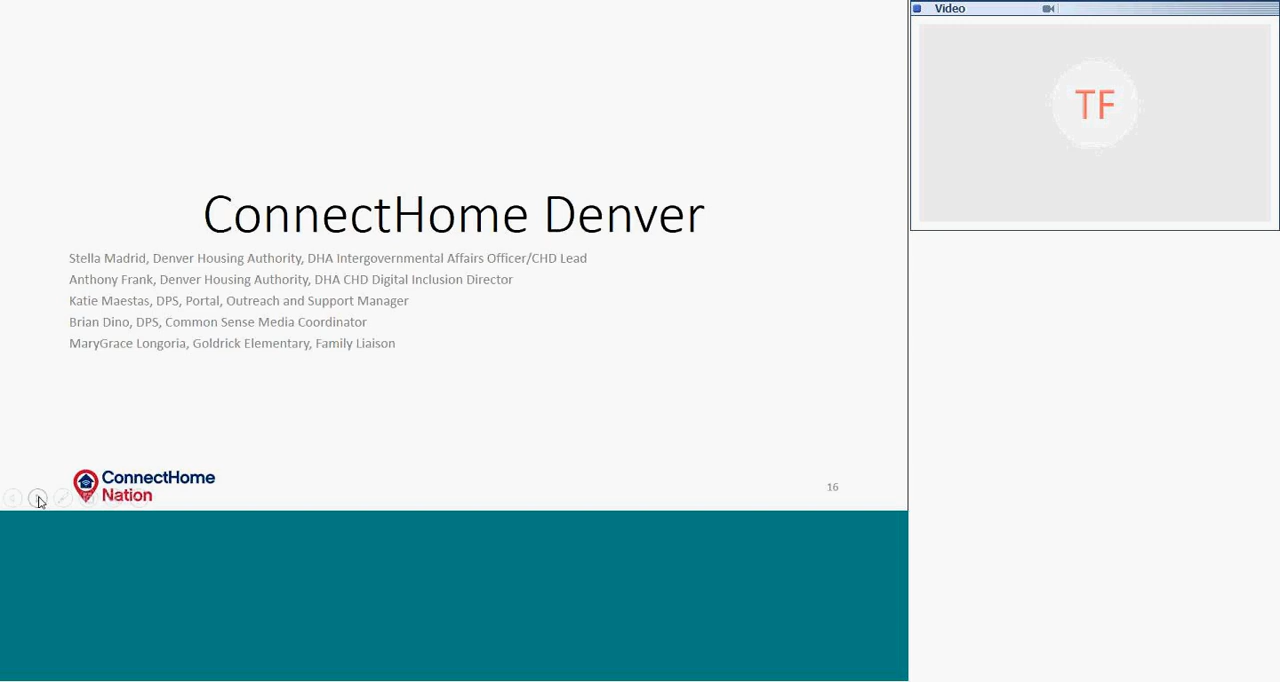 Video
TF
ConnectHome Denver
Stella Madrid, Denver Housing Authority, DHA Intergovernmental Affairs Officer/CHD Lead
Anthony Frank, Denver Housing Authority, DHA CHD Digital Inclusion Director
Katie Maestas, DPS, Portal, Outreach and Support Manager
Brian Dino, DPS, Common Sense Media Coordinator
MaryGrace Longoria, Goldrick Elementary, Family Liaison
ConnectHome
Nation
16